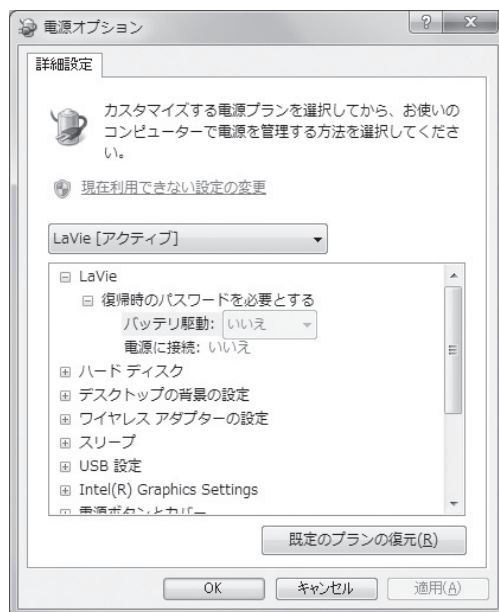 電源オプション
詳細設定
カスタマイズする電源プランを選択してから、お使いの
コンピューターで電源を管理する方法を選択してくださ
い。
現在利用できない設定の変更
LaVie [アクティブ]
LaVie
復帰時のパスワードを必要とする
バッテリ駆動: いいえ
電源に接続: いいえ
ハード ディスク
デスクトップの背景の設定
ワイヤレス アダプターの設定
スリープ
USB 設定
Intel(R) Graphics Settings
電源ボタンとカバー
既定のプランの復元(R)
OK キャンセル 適用(A)